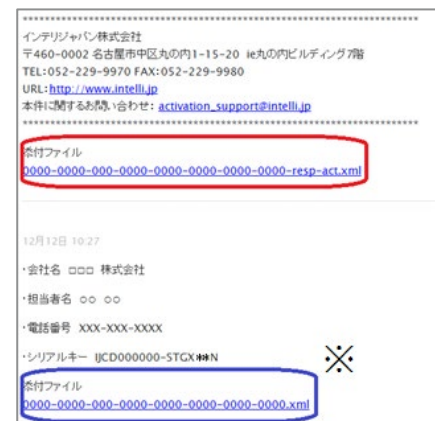 ************************************************************************
インテリジャパン株式会社
〒460-0002 名古屋市中区丸の内1-15-20 ie丸の内ビルディング7階
TEL:052-229-9970 FAX:052-229-9980
URL:http://www.intelli.jp
本件に関するお問い合わせ: activation_support@intelli.jp
************************************************************************
添付ファイル
0000-0000-000-0000-0000-0000-0000-0000-resp-act.xml
12月12日 10:27
・会社名 □□□ 株式会社
・担当者名 ○○ ○○
・電話番号 XXX-XXX-XXXX
・シリアルキー IJCD000000-STGX**N ※
添付ファイル
0000-0000-000-0000-0000-0000-0000-0000.xml